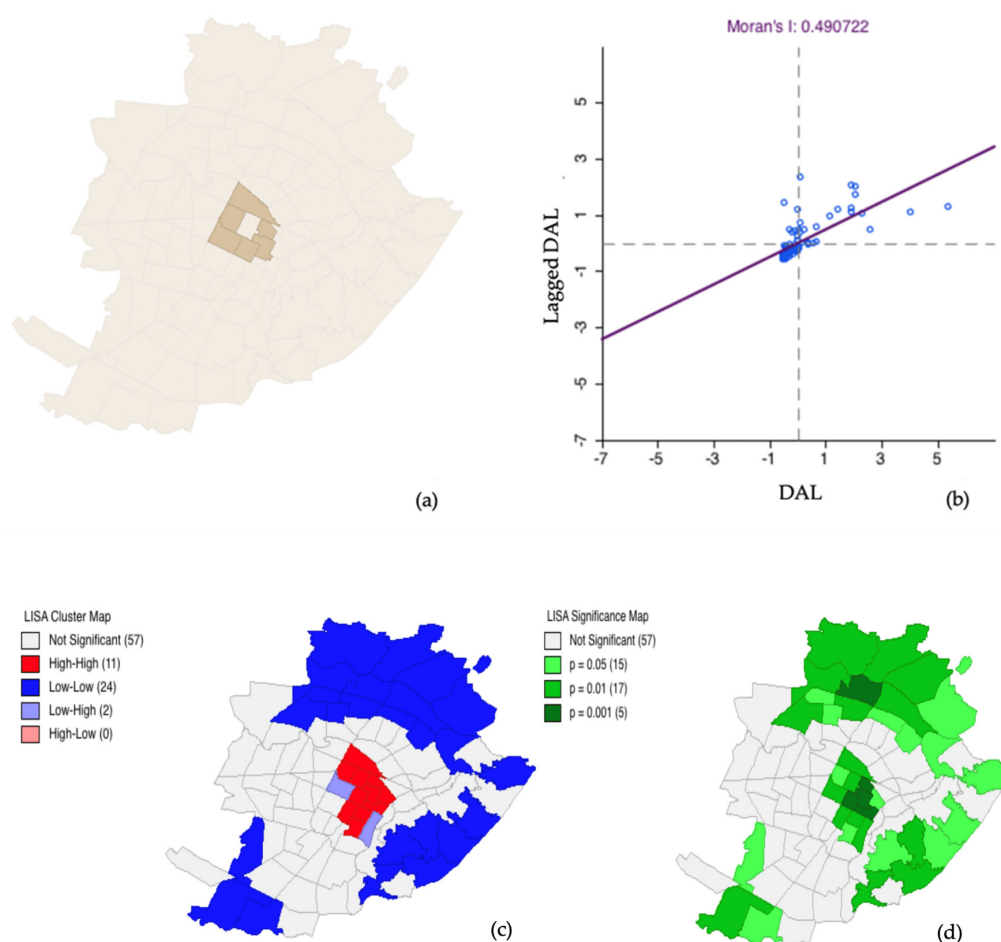 Moran's I: 0.490722
5
3
1
-1
-3
-5
-7
Lagged DAL
-7
-5
-3
-1
1
3
5
DAL
(a)
(b)
LISA Cluster Map
Not Significant (57)
High-High (11)
Low-Low (24)
Low-High (2)
High-Low (0)
(c)
LISA Significance Map
Not Significant (57)
p = 0.05 (15)
p = 0.01 (17)
p = 0.001 (5)
(d)